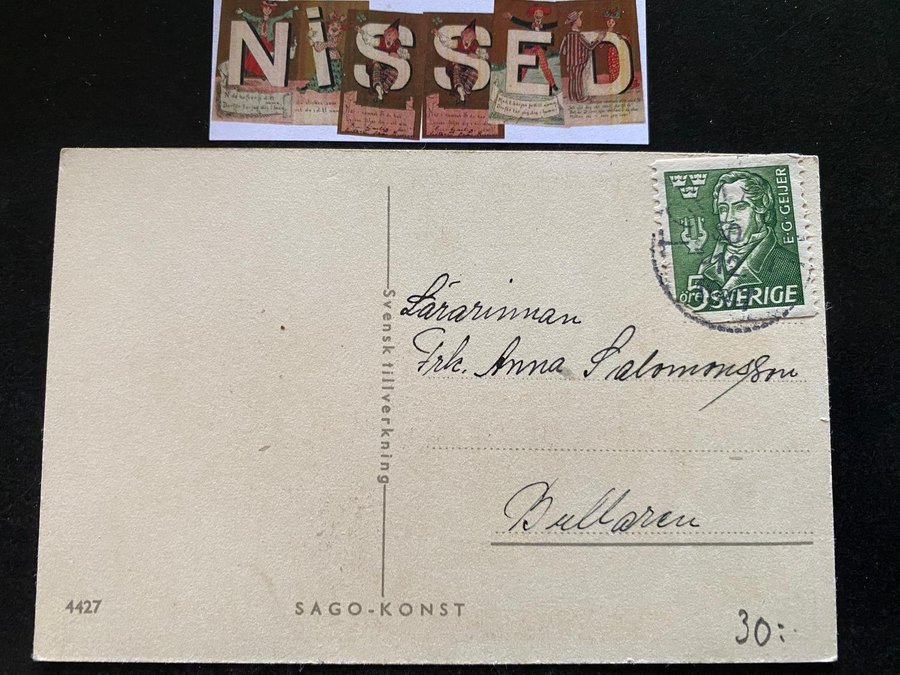 NiSSED
E·G·GEIJER
5 öre SVERIGE
Svensk tillverkning
Lärarinnan
Frk. Anna Salomonsson
Bullaren
4427
SAGO-KONST
30:-